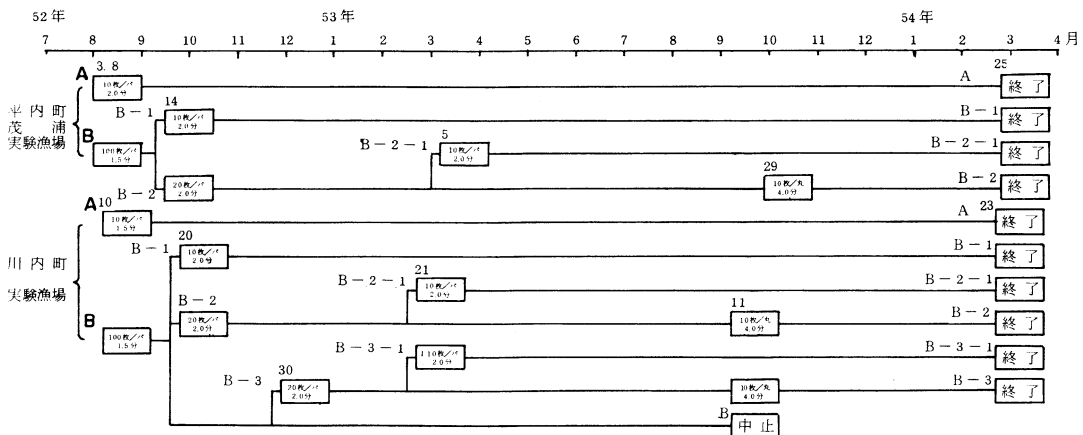 52年 53年 54年
7 8 9 10 11 12 1 2 3 4 5 6 7 8 9 10 11 12 1 2 3 4 月
3. 8 25
A 10枚/パ 2.0分 A 終了
平内町
茂浦
実験漁場
14
B-1 10枚/パ 2.0分 B-1 終了
B 100枚/パ 1.5分
5
B-2-1 10枚/パ 2.0分 B-2-1 終了
29
B-2 20枚/パ 2.0分 10枚/丸 4.0分 B-2 終了
10 23
A 10枚/パ 1.5分 A 終了
川内町
実験漁場
20
B-1 10枚/パ 2.0分 B-1 終了
21
B-2-1 10枚/パ 2.0分 B-2-1 終了
11
B-2 20枚/パ 2.0分 10枚/丸 4.0分 B-2 終了
B 100枚/パ 1.5分
B-3-1 110枚/パ 2.0分 B-3-1 終了
30
B-3 20枚/パ 2.0分 10枚/丸 4.0分 B-3 終了
B 中止